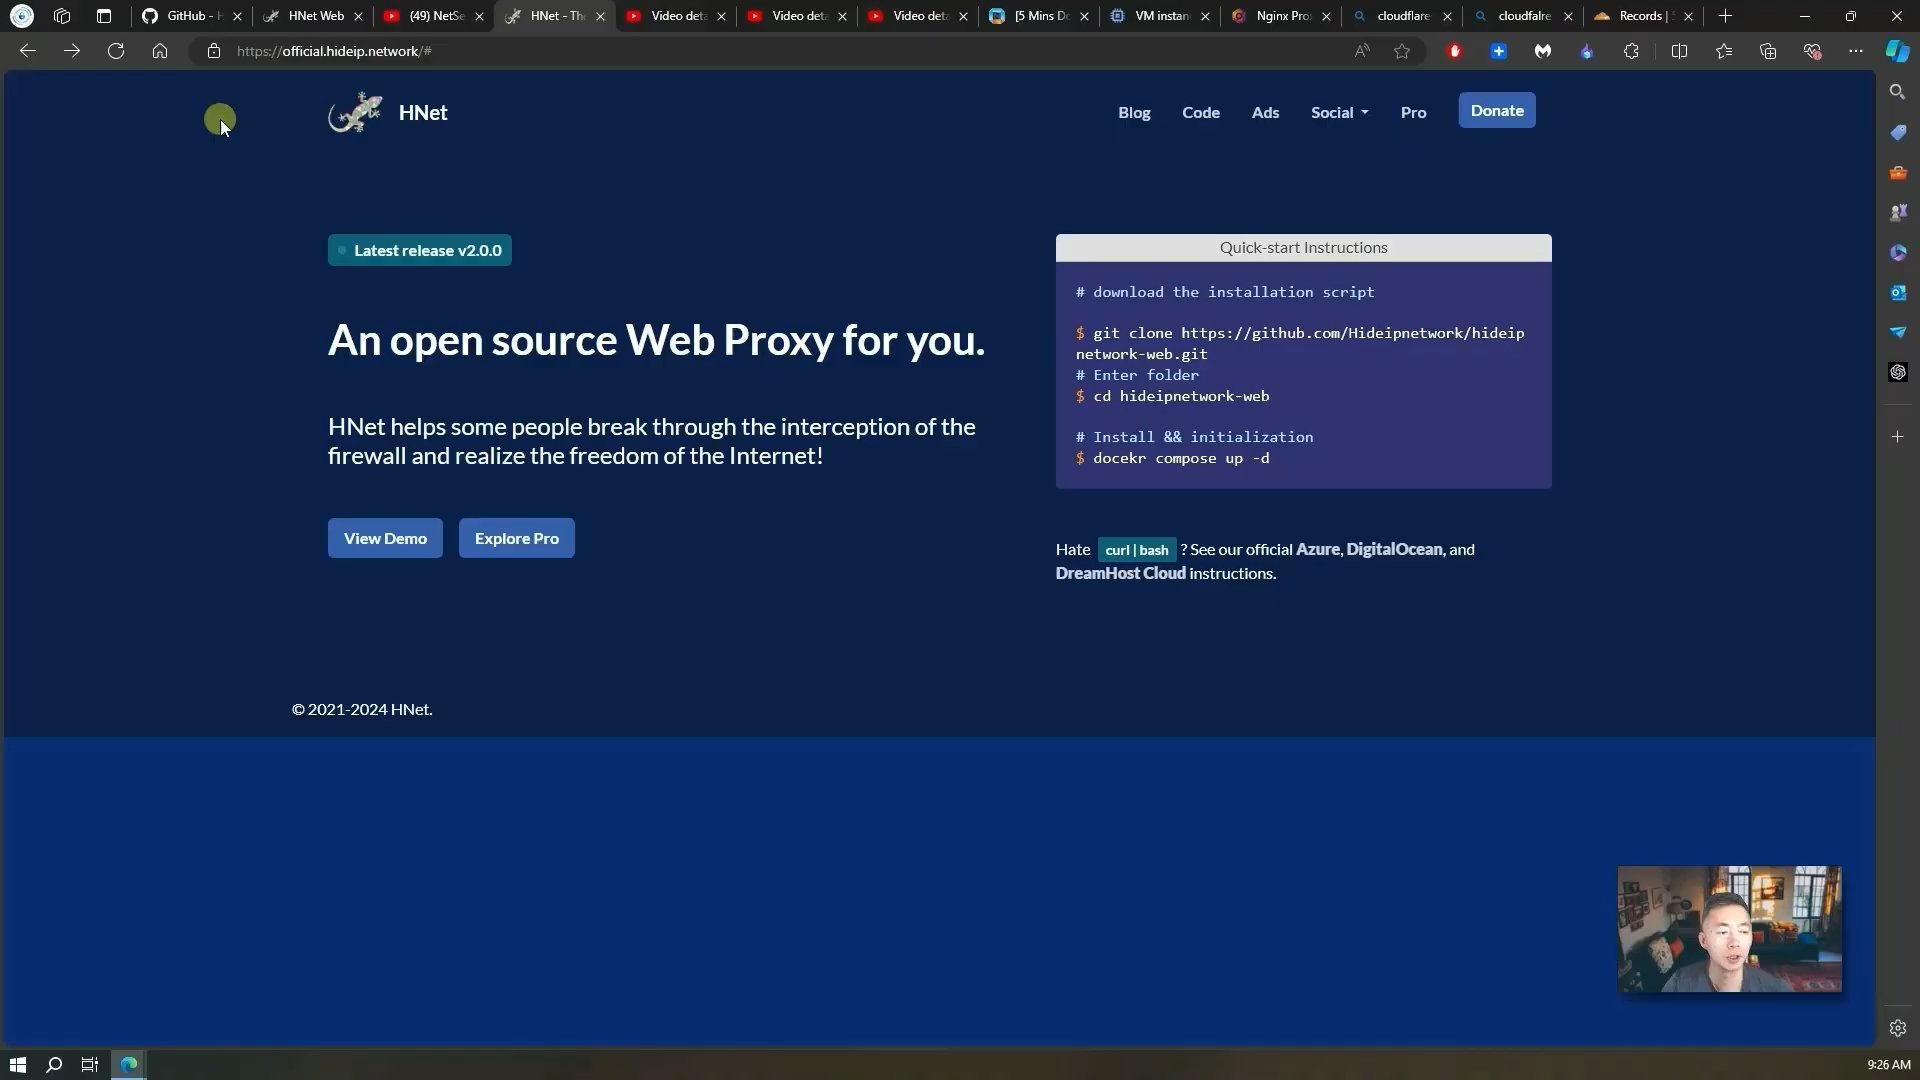 GitHub - H
HNet Web
(49) NetSe
HNet - The
Video deta
Video deta
Video deta
[5 Mins Do
VM instan
Nginx Pro
cloudflare
cloudfalre
Records |
https://official.hideip.network/#
HNet
Blog
Code
Ads
Social
Pro
Donate
Latest release v2.0.0
An open source Web Proxy for you.
HNet helps some people break through the interception of the
firewall and realize the freedom of the Internet!
View Demo
Explore Pro
Quick-start Instructions
# download the installation script
$ git clone https://github.com/Hideipnetwork/hideip
network-web.git
# Enter folder
$ cd hideipnetwork-web
# Install && initialization
$ docekr compose up -d
Hate curl | bash ? See our official Azure, DigitalOcean, and
DreamHost Cloud instructions.
© 2021-2024 HNet.
9:26 AM